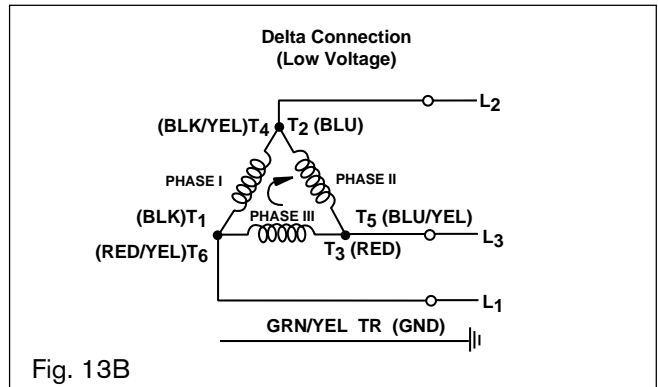 Delta Connection
(Low Voltage)
L2
(BLK/YEL)T4 T2 (BLU)
PHASE I PHASE II
(BLK)T1 PHASE III T5 (BLU/YEL)
(RED/YEL)T6 T3 (RED) L3
L1
GRN/YEL TR (GND)
Fig. 13B